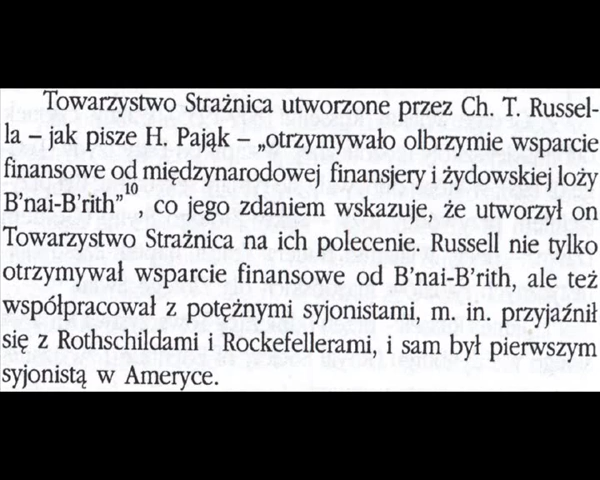 Towarzystwo Strażnica utworzone przez Ch. T. Russel-
la – jak pisze H. Pająk – „otrzymywało olbrzymie wsparcie
finansowe od międzynarodowej finansjery i żydowskiej loży
B'nai-B'rith”10 co jego zdaniem wskazuje, że utworzył on
Towarzystwo Strażnica na ich polecenie. Russell nie tylko
otrzymywał wsparcie finansowe od B'nai-B'rith, ale też
współpracował z potężnymi syjonistami, m. in. przyjaźnił
się z Rothschildami i Rockefellerami, i sam był pierwszym
syjonistą w Ameryce.